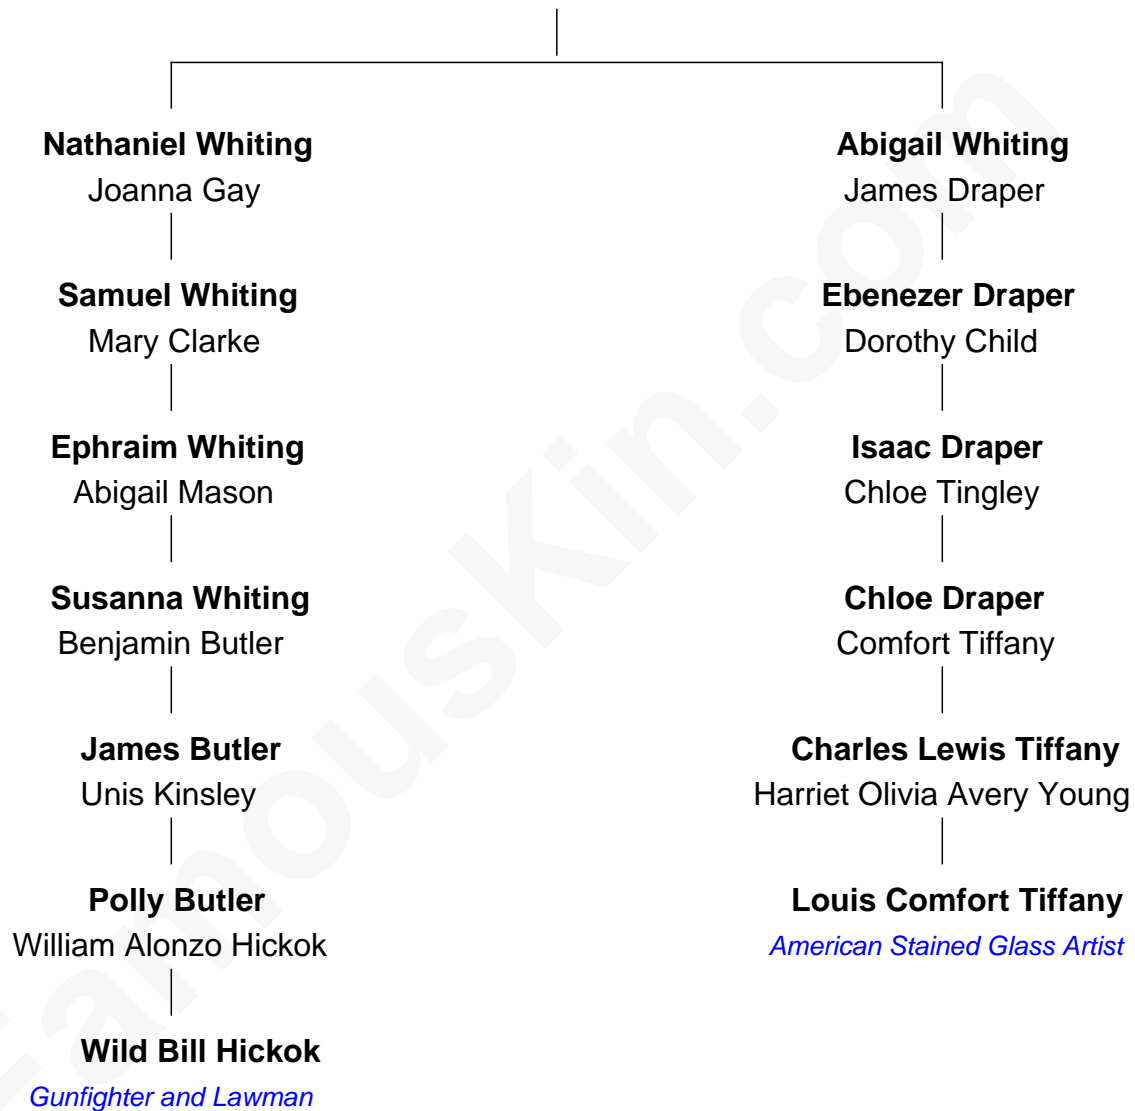 Nathaniel Whiting
Joanna Gay
Samuel Whiting
Mary Clarke
Ephraim Whiting
Abigail Mason
Susanna Whiting
Benjamin Butler
James Butler
Unis Kinsley
Polly Butler
William Alonzo Hickok
Wild Bill Hickok
Gunfighter and Lawman
Abigail Whiting
James Draper
Ebenezer Draper
Dorothy Child
Isaac Draper
Chloe Tingley
Chloe Draper
Comfort Tiffany
Charles Lewis Tiffany
Harriet Olivia Avery Young
Louis Comfort Tiffany
American Stained Glass Artist
FamousKin.com